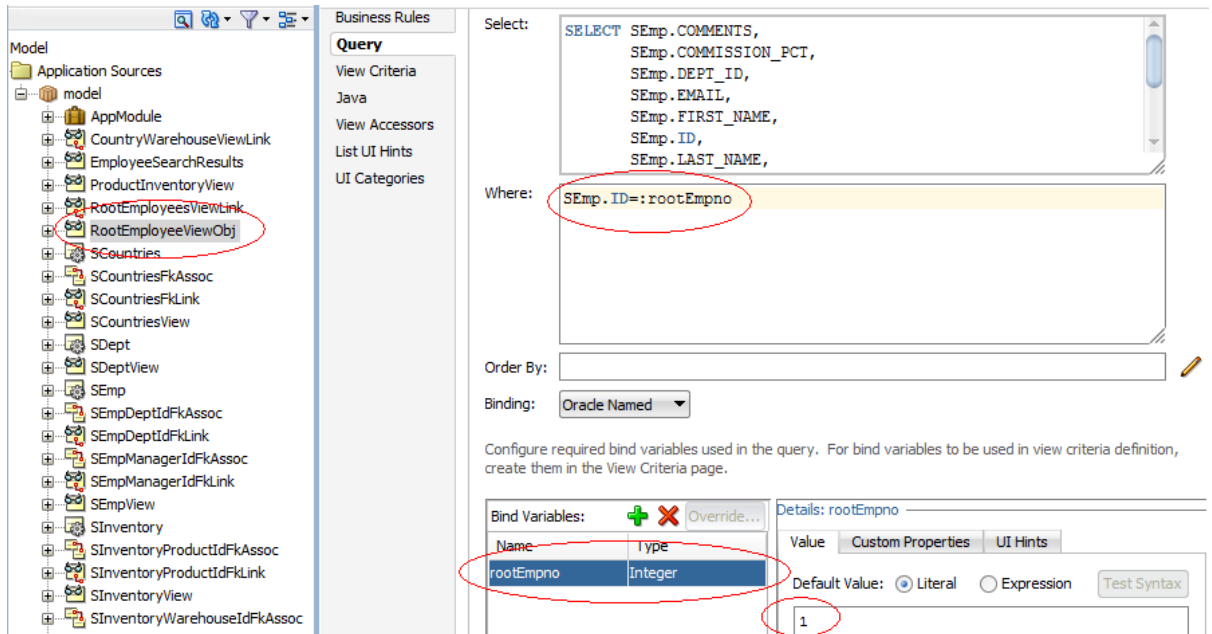 Model
Application Sources
model
AppModule
CountryWarehouseViewLink
EmployeeSearchResults
ProductInventoryView
RootEmployeesViewLink
RootEmployeeViewObj
SCountries
SCountriesFkAssoc
SCountriesFkLink
SCountriesView
SDept
SDeptView
SEmp
SEmpDeptIdFkAssoc
SEmpDeptIdFkLink
SEmpManagerIdFkAssoc
SEmpManagerIdFkLink
SEmpView
SInventory
SInventoryProductIdFkAssoc
SInventoryProductIdFkLink
SInventoryView
SInventoryWarehouseIdFkAssoc
Business Rules
Query
View Criteria
Java
View Accessors
List UI Hints
UI Categories
Select:
SELECT SEmp.COMMENTS,
SEmp.COMMISSION_PCT,
SEmp.DEPT_ID,
SEmp.EMAIL,
SEmp.FIRST_NAME,
SEmp.ID,
SEmp.LAST_NAME,
Where:
SEmp.ID=:rootEmpno
Order By:
Binding: Oracle Named
Configure required bind variables used in the query. For bind variables to be used in view criteria definition,
create them in the View Criteria page.
Bind Variables: Override...
Name Type
rootEmpno Integer
Details: rootEmpno
Value Custom Properties UI Hints
Default Value: Literal Expression Test Syntax
1